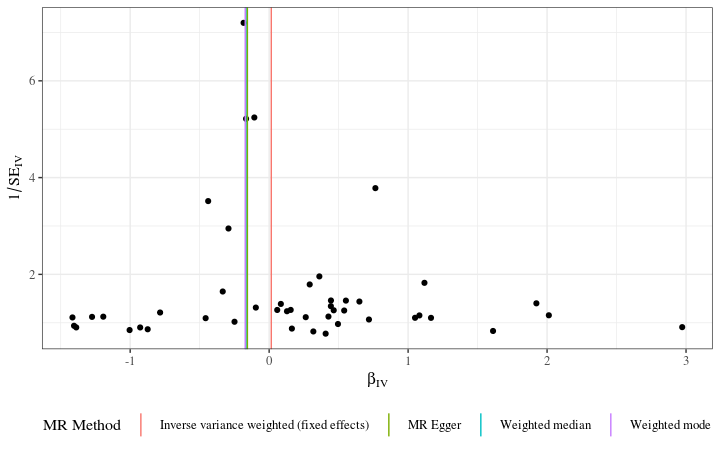 6
4
2
1/SE_IV
-1
0
1
2
3
β_IV
MR Method
Inverse variance weighted (fixed effects)
MR Egger
Weighted median
Weighted mode